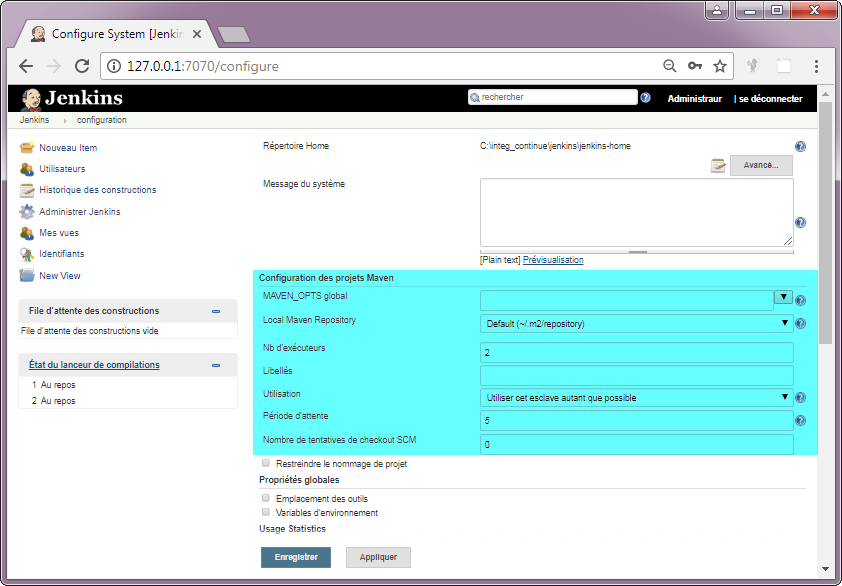 Configure System [Jenkin
127.0.0.1:7070/configure
Jenkins
rechercher
Administraur | se déconnecter
Jenkins configuration
Nouveau Item
Utilisateurs
Historique des constructions
Administrer Jenkins
Mes vues
Identifiants
New View
File d'attente des constructions
File d'attente des constructions vide
État du lanceur de compilations
1 Au repos
2 Au repos
Répertoire Home C:\integ_continue\jenkins\jenkins-home
Avancé...
Message du système
[Plain text] Prévisualisation
Configuration des projets Maven
MAVEN_OPTS global
Local Maven Repository Default (~/.m2/repository)
Nb d'exécuteurs 2
Libellés
Utilisation Utiliser cet esclave autant que possible
Période d'attente 5
Nombre de tentatives de checkout SCM 0
Restreindre le nommage de projet
Propriétés globales
Emplacement des outils
Variables d'environnement
Usage Statistics
Enregistrer Appliquer